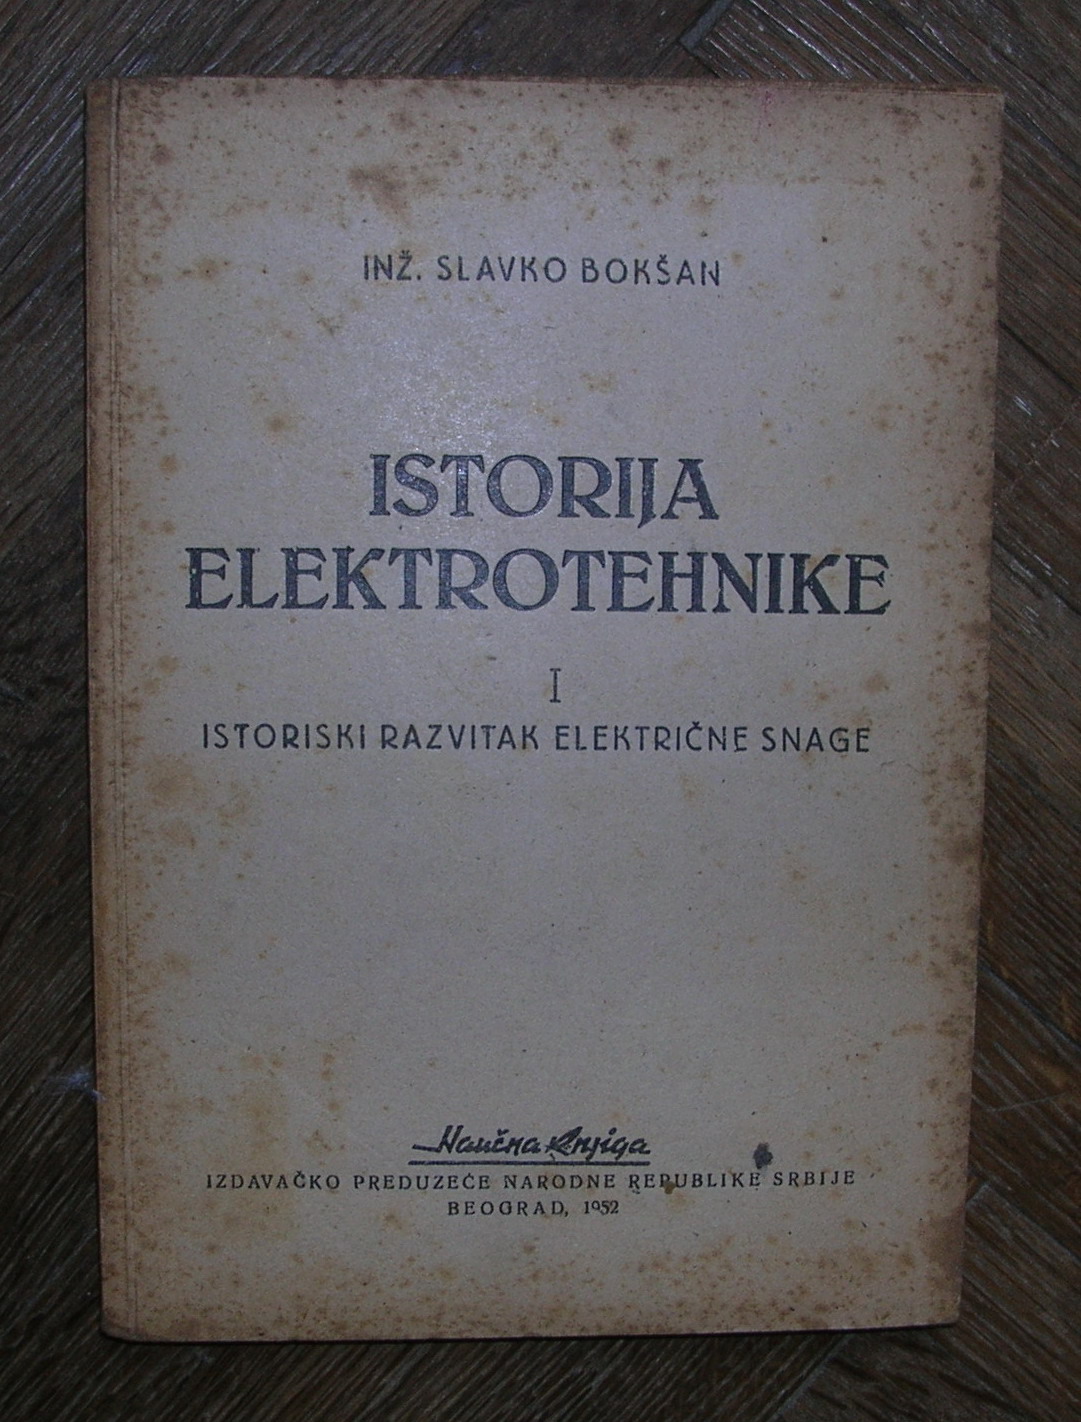 INŽ. SLAVKO BOKŠAN
ISTORIJA
ELEKTROTEHNIKE
I
ISTORISKI RAZVITAK ELEKTRIČNE SNAGE
Naučna Knjiga
IZDAVAČKO PREDUZEĆE NARODNE REPUBLIKE SRBIJE
BEOGRAD, 1952